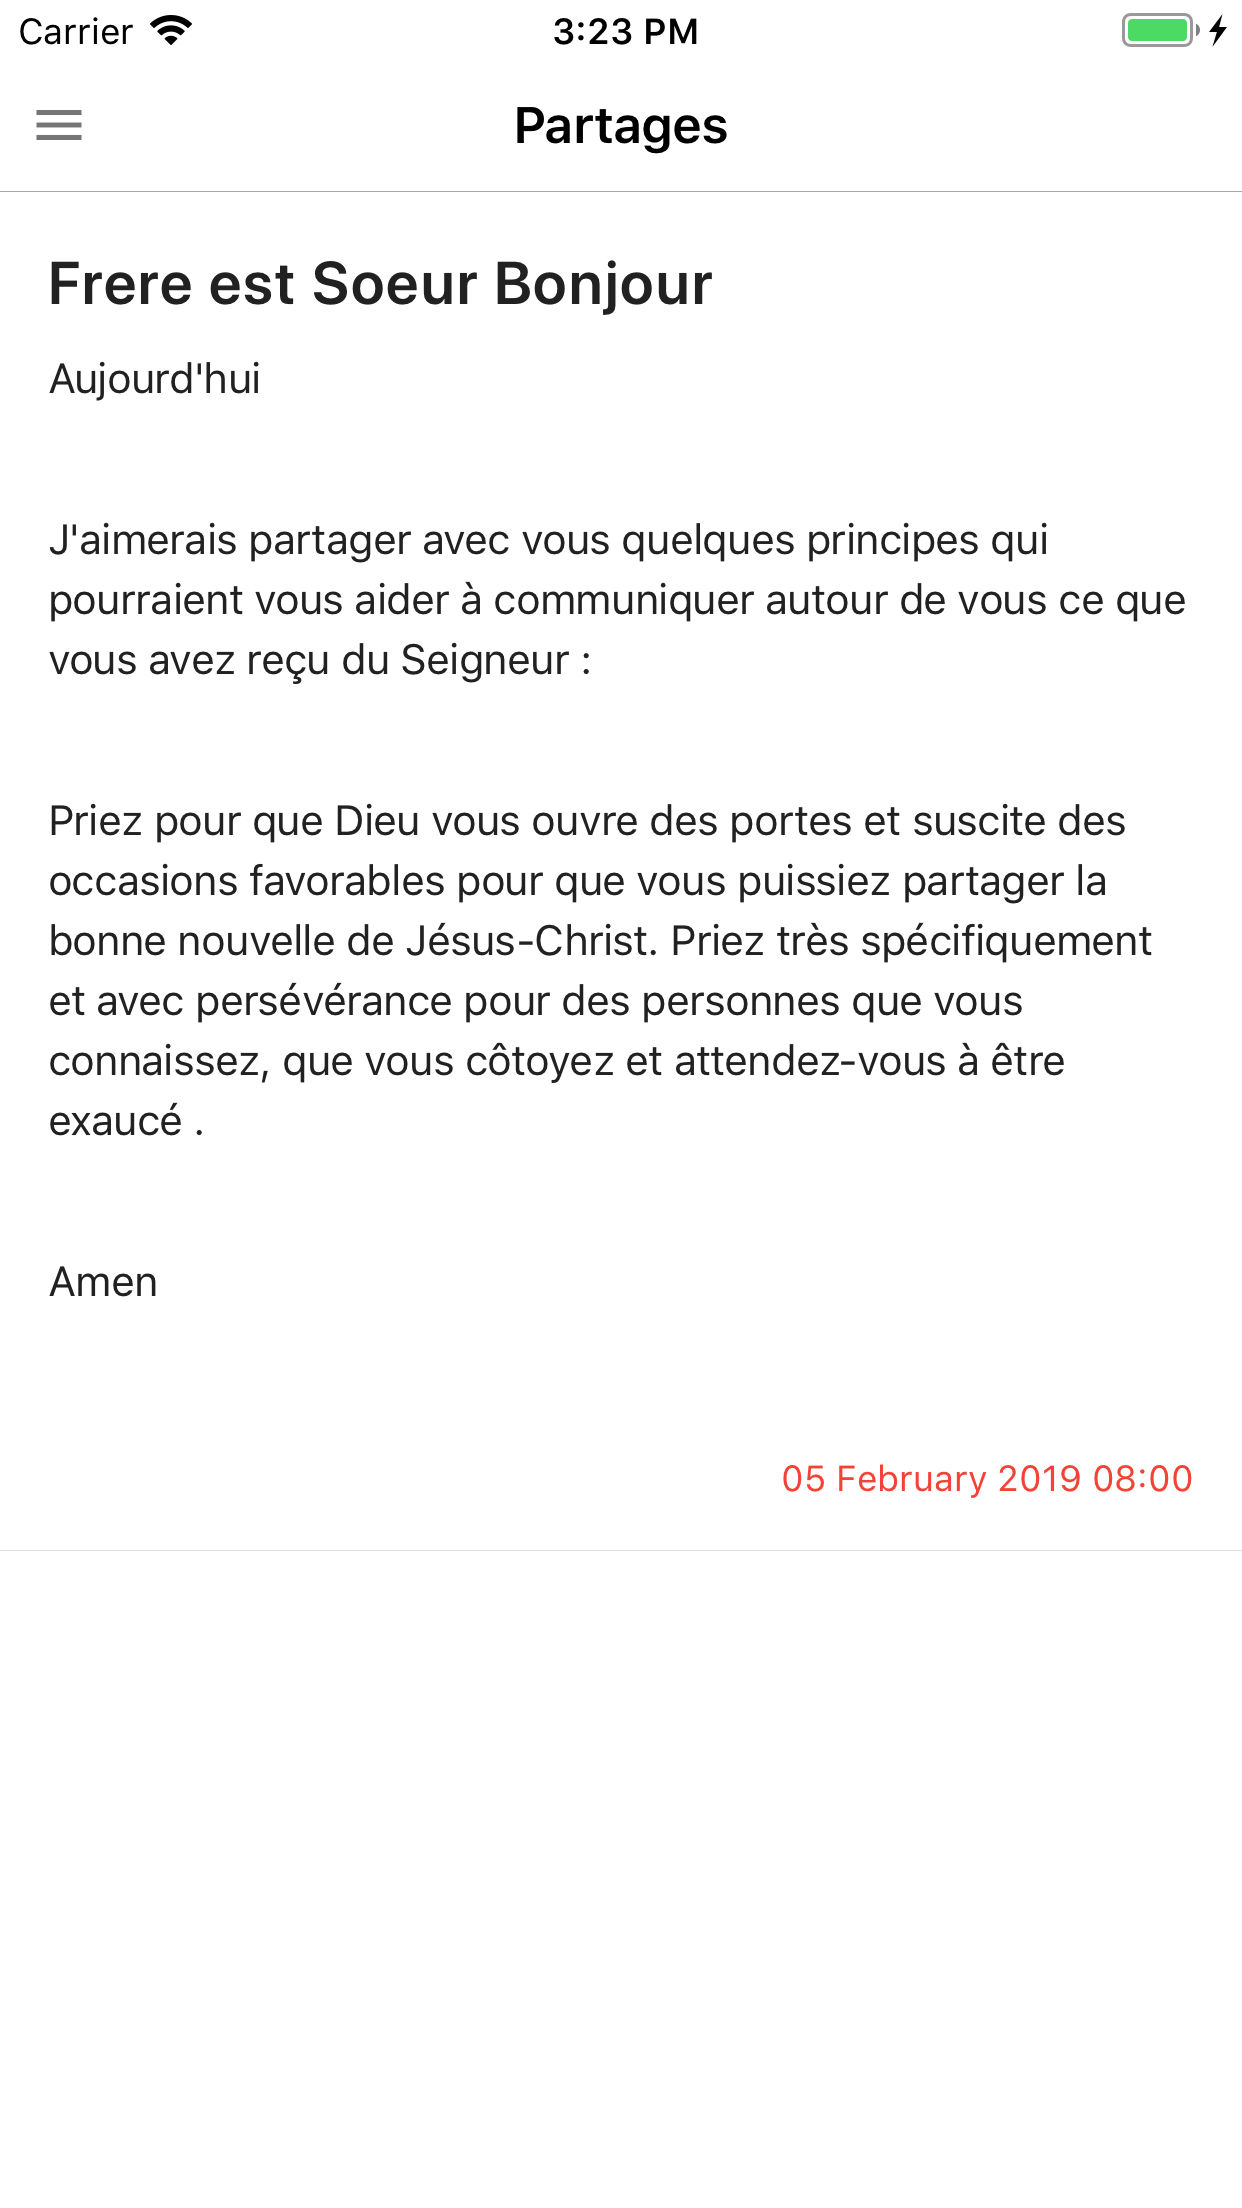 Carrier 3:23 PM
Partages
Frere est Soeur Bonjour
Aujourd'hui
J'aimerais partager avec vous quelques principes qui
pourraient vous aider à communiquer autour de vous ce que
vous avez reçu du Seigneur :
Priez pour que Dieu vous ouvre des portes et suscite des
occasions favorables pour que vous puissiez partager la
bonne nouvelle de Jésus-Christ. Priez très spécifiquement
et avec persévérance pour des personnes que vous
connaissez, que vous côtoyez et attendez-vous à être
exaucé .
Amen
05 February 2019 08:00